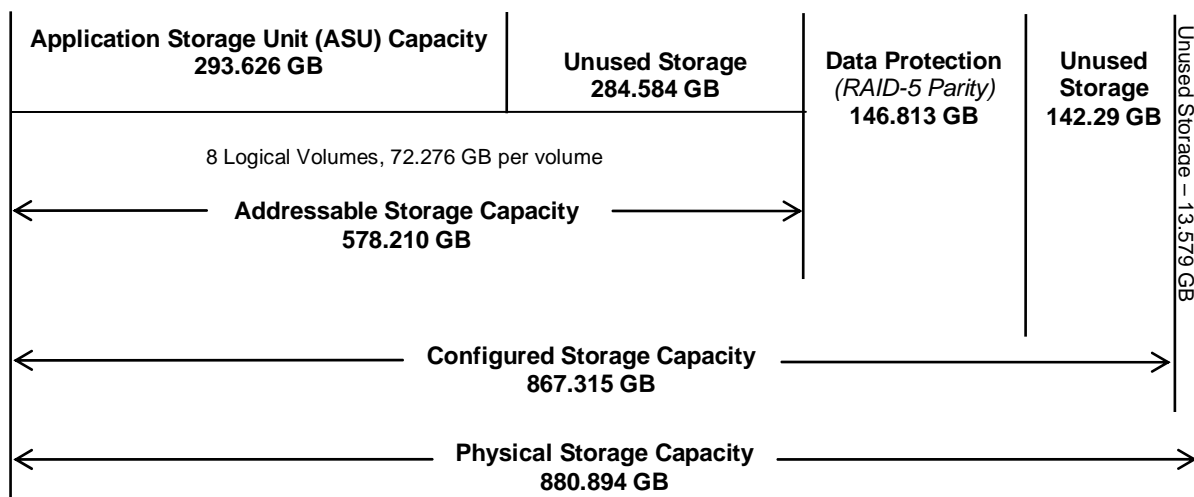 Application Storage Unit (ASU) Capacity
293.626 GB
Unused Storage
284.584 GB
Data Protection
(RAID-5 Parity)
146.813 GB
Unused
Storage
142.29 GB
Unused Storage – 13.579 GB
8 Logical Volumes, 72.276 GB per volume
Addressable Storage Capacity
578.210 GB
Configured Storage Capacity
867.315 GB
Physical Storage Capacity
880.894 GB